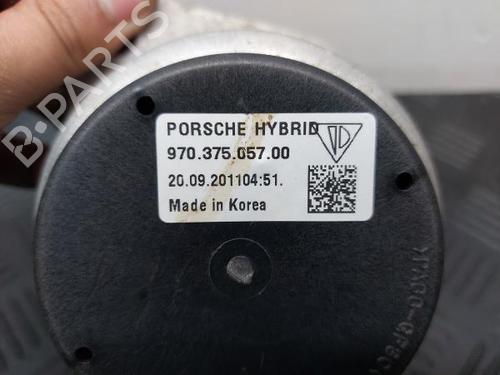 B-PARTS
PORSCHE HYBRID
970.375.057.00
20.09.201104:51.
Made in Korea